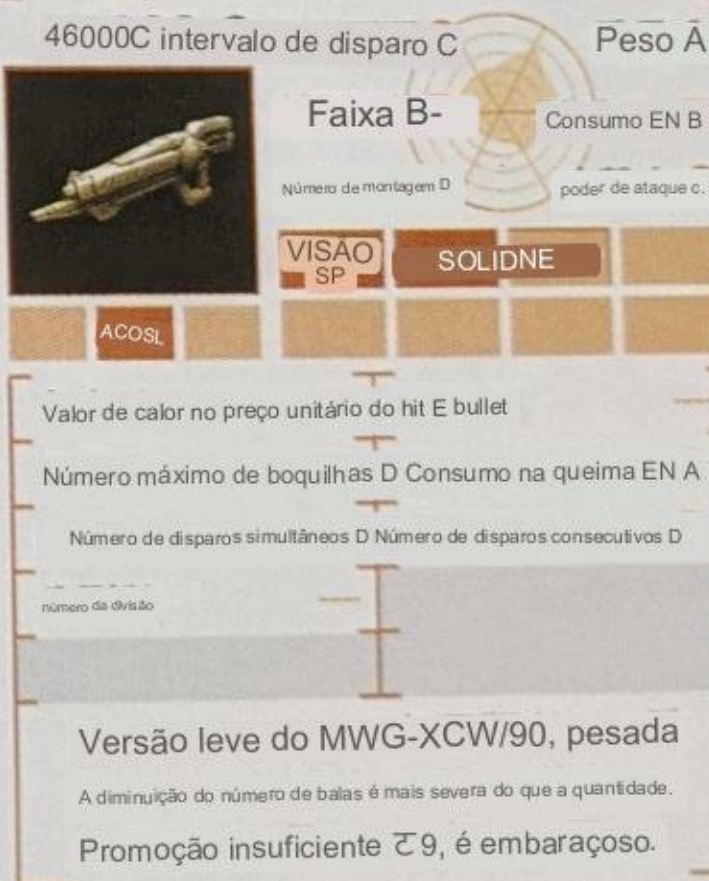 46000C intervalo de disparo C
Peso A
Faixa B-
Consumo EN B
Número de montagem D
poder de ataque c.
VISÃO
SP
SOLIDNE
ACOSL
Valor de calor no preço unitário do hit E bullet
Número máximo de boquilhas D Consumo na queima EN A
Número de disparos simultâneos D Número de disparos consecutivos D
número da divisão
Versão leve do MWG-XCW/90, pesada
A diminuição do número de balas é mais severa do que a quantidade.
Promoção insuficiente て9, é embaraçoso.